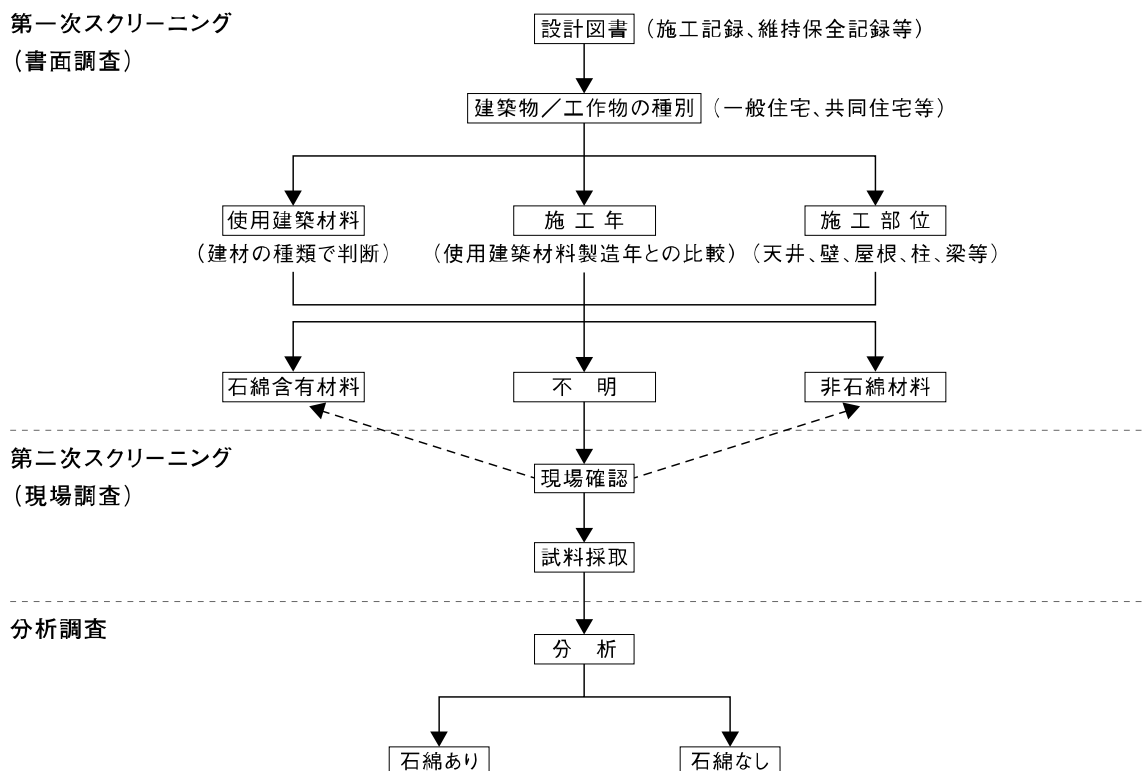 第一次スクリーニング
（書面調査）
設計図書（施工記録、維持保全記録等）
建築物／工作物の種別（一般住宅、共同住宅等）
使用建築材料
（建材の種類で判断）
施工年
（使用建築材料製造年との比較）
施工部位
（天井、壁、屋根、柱、梁等）
石綿含有材料
不明
非石綿材料
第二次スクリーニング
（現場調査）
現場確認
試料採取
分析調査
分析
石綿あり
石綿なし